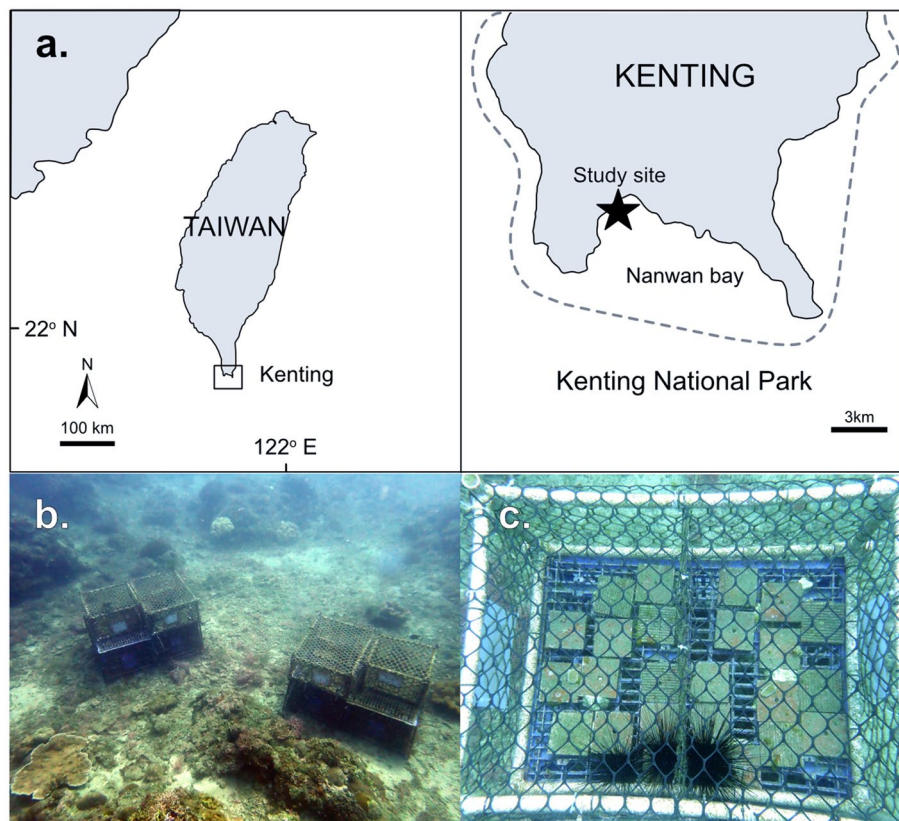 a.
TAIWAN
22° N
N
100 km
Kenting
122° E
KENTING
Study site
Nanwan bay
Kenting National Park
3km
b.
c.